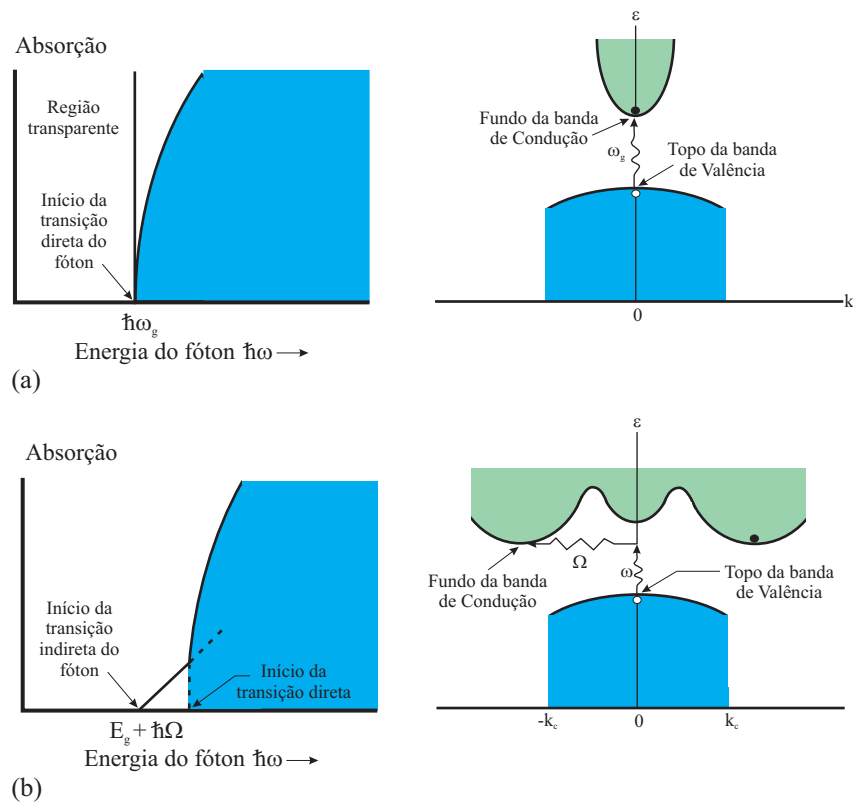 Absorção
Região
transparente
Início da
transição
direta do
fóton
ħω_g
Energia do fóton ħω
(a)
ε
Fundo da banda
de Condução
ω_g
Topo da banda
de Valência
k
0
Absorção
Início da
transição
indireta do
fóton
Início da
transição direta
E_g + ħΩ
Energia do fóton ħω
(b)
ε
Ω
ω
Fundo da banda
de Condução
Topo da banda
de Valência
-k_c
0
k_c